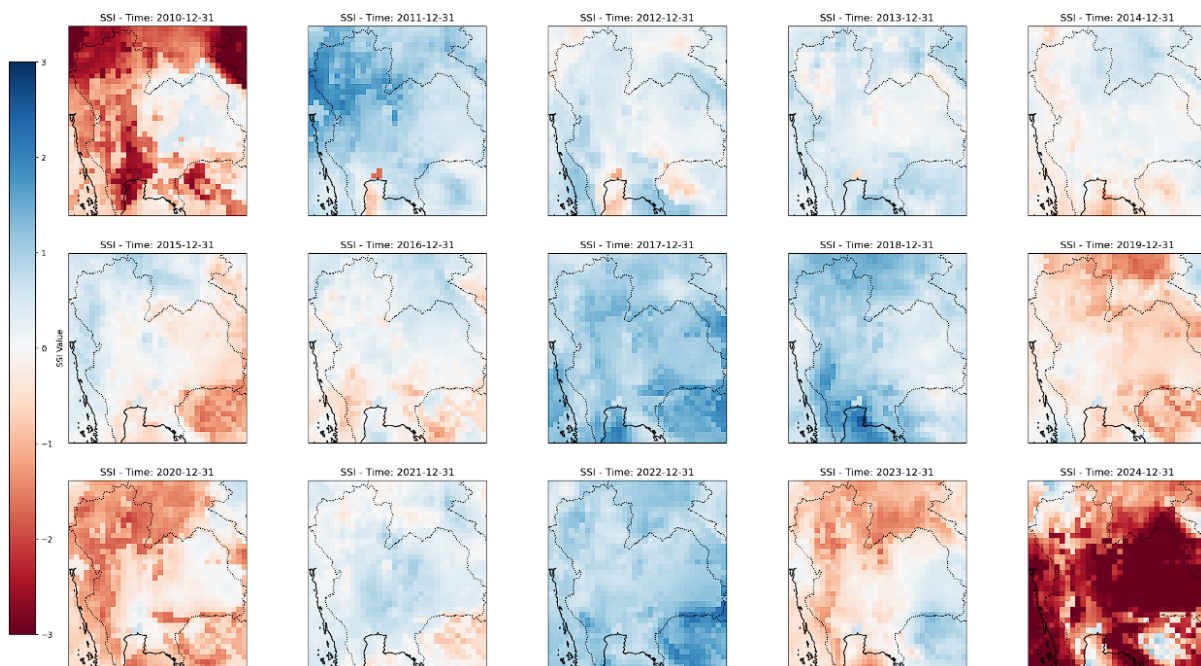 SSI - Time: 2010-12-31
SSI - Time: 2011-12-31
SSI - Time: 2012-12-31
SSI - Time: 2013-12-31
SSI - Time: 2014-12-31
3
2
1
0
−1
−2
−3
SSI Value
SSI - Time: 2015-12-31
SSI - Time: 2016-12-31
SSI - Time: 2017-12-31
SSI - Time: 2018-12-31
SSI - Time: 2019-12-31
SSI - Time: 2020-12-31
SSI - Time: 2021-12-31
SSI - Time: 2022-12-31
SSI - Time: 2023-12-31
SSI - Time: 2024-12-31